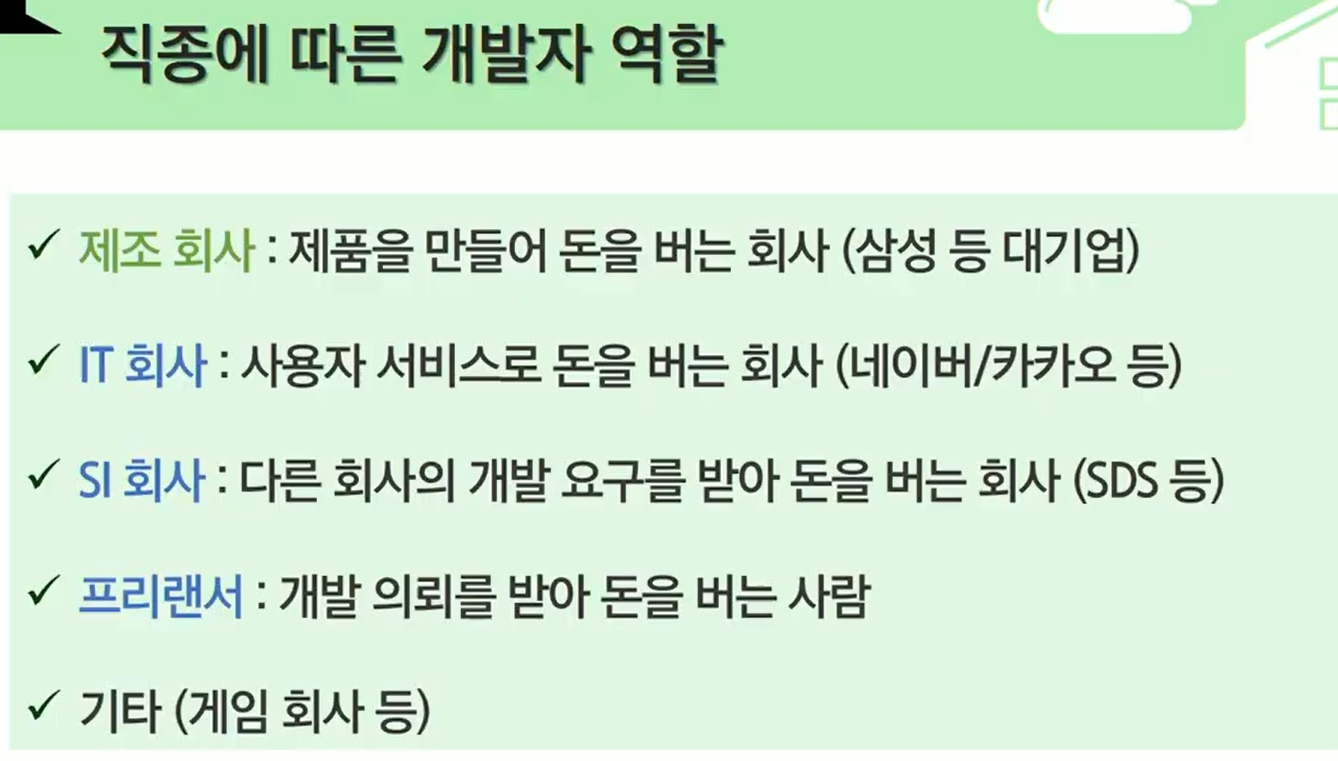 직종에 따른 개발자 역할
✓ 제조 회사 : 제품을 만들어 돈을 버는 회사 (삼성 등 대기업)
✓ IT 회사 : 사용자 서비스로 돈을 버는 회사 (네이버/카카오 등)
✓ SI 회사 : 다른 회사의 개발 요구를 받아 돈을 버는 회사 (SDS 등)
✓ 프리랜서 : 개발 의뢰를 받아 돈을 버는 사람
✓ 기타 (게임 회사 등)